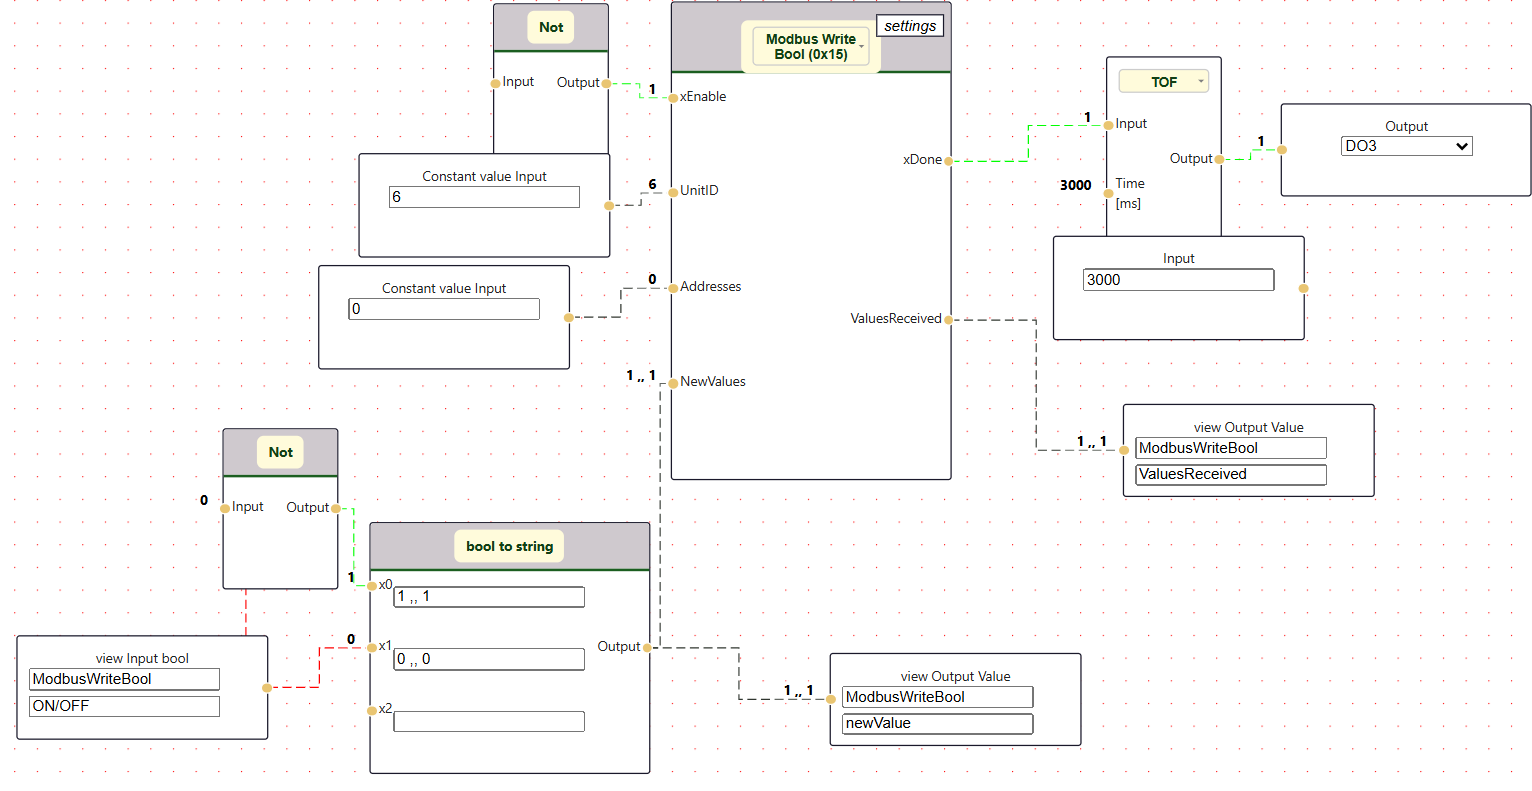 Not
Input
Output
settings
Modbus Write
Bool (0x15)
1
xEnable
Constant value Input
6
6
UnitID
Constant value Input
0
0
Addresses
1 ,, 1
NewValues
xDone
ValuesReceived
TOF
1
Input
3000
Time
[ms]
Output
1
Output
DO3
Input
3000
view Output Value
1 ,, 1
ModbusWriteBool
ValuesReceived
Not
0
Input
Output
bool to string
1
x0
1 ,, 1
0
x1
0 ,, 0
x2
Output
view Input bool
ModbusWriteBool
ON/OFF
view Output Value
1 ,, 1
ModbusWriteBool
newValue